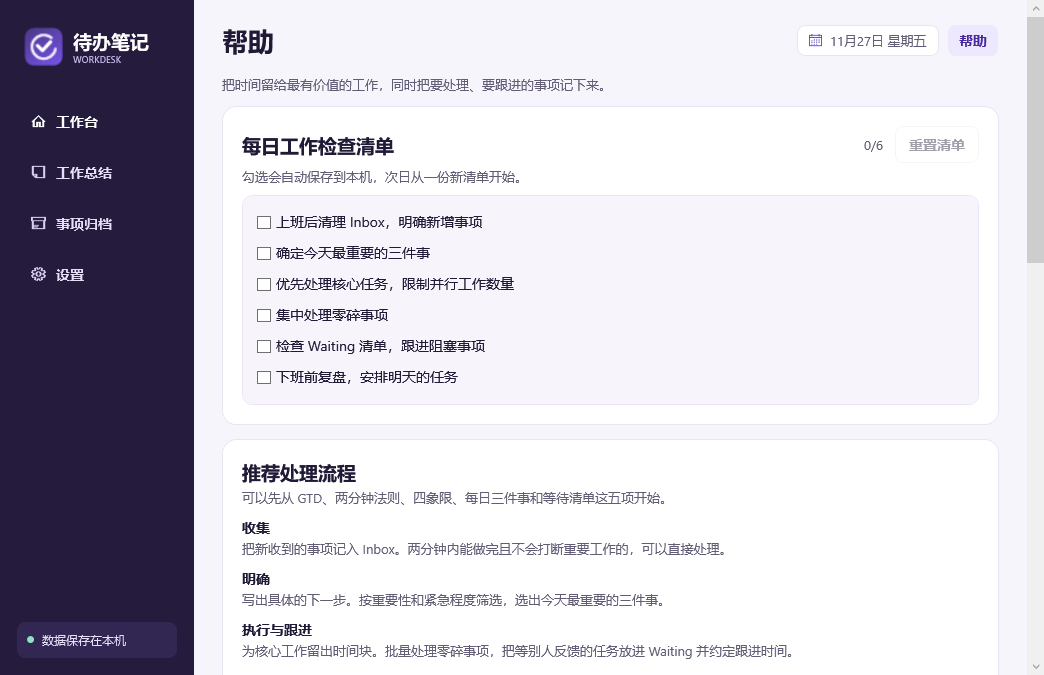 待办笔记
WORKDESK
工作台
工作总结
事项归档
设置
数据保存在本机
帮助
11月27日 星期五
帮助
把时间留给最有价值的工作，同时把要处理、要跟进的事项记下来。
每日工作检查清单
0/6
重置清单
勾选会自动保存到本机，次日从一份新清单开始。
上班后清理 Inbox，明确新增事项
确定今天最重要的三件事
优先处理核心任务，限制并行工作数量
集中处理零碎事项
检查 Waiting 清单，跟进阻塞事项
下班前复盘，安排明天的任务
推荐处理流程
可以先从 GTD、两分钟法则、四象限、每日三件事和等待清单这五项开始。
收集
把新收到的事项记入 Inbox。两分钟内能做完且不会打断重要工作的，可以直接处理。
明确
写出具体的下一步。按重要性和紧急程度筛选，选出今天最重要的三件事。
执行与跟进
为核心工作留出时间块。批量处理零碎事项，把等别人反馈的任务放进 Waiting 并约定跟进时间。